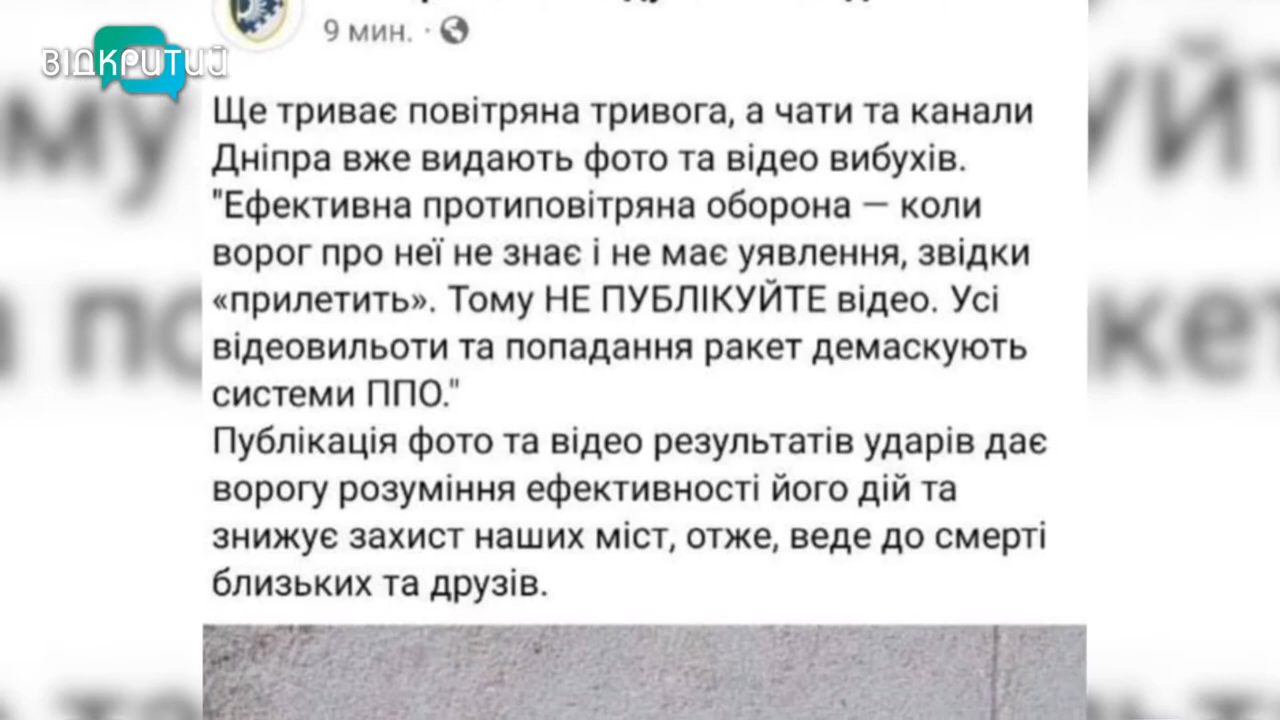 ВІДКРИТИЙ
9 мин. ·
Ще триває повітряна тривога, а чати та канали
Дніпра вже видають фото та відео вибухів.
"Ефективна протиповітряна оборона — коли
ворог про неї не знає і не має уявлення, звідки
«прилетить». Тому НЕ ПУБЛІКУЙТЕ відео. Усі
відеовильоти та попадання ракет демаскують
системи ППО."
Публікація фото та відео результатів ударів дає
ворогу розуміння ефективності його дій та
знижує захист наших міст, отже, веде до смерті
близьких та друзів.